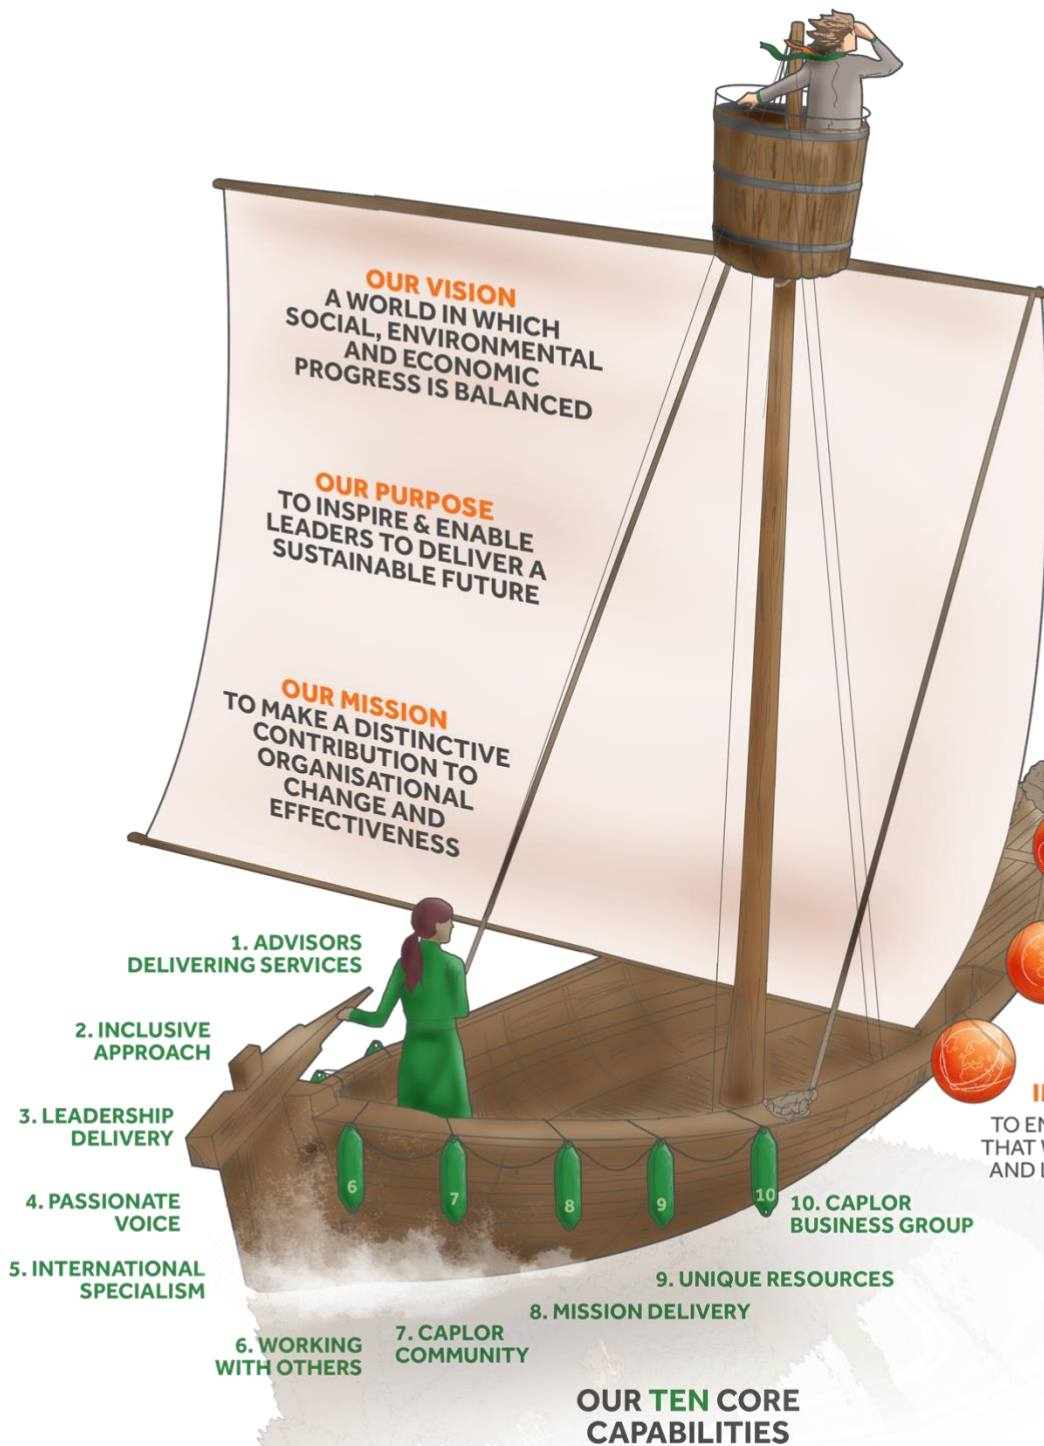 OUR VISION
A WORLD IN WHICH
SOCIAL, ENVIRONMENTAL
AND ECONOMIC
PROGRESS IS BALANCED
OUR PURPOSE
TO INSPIRE & ENABLE
LEADERS TO DELIVER A
SUSTAINABLE FUTURE
OUR MISSION
TO MAKE A DISTINCTIVE
CONTRIBUTION TO
ORGANISATIONAL
CHANGE AND
EFFECTIVENESS
1. ADVISORS
DELIVERING SERVICES
2. INCLUSIVE
APPROACH
3. LEADERSHIP
DELIVERY
4. PASSIONATE
VOICE
5. INTERNATIONAL
SPECIALISM
6. WORKING
WITH OTHERS
7. CAPLOR
COMMUNITY
8. MISSION DELIVERY
9. UNIQUE RESOURCES
10. CAPLOR
BUSINESS GROUP
6
7
8
9
10
TO
THAT
AND
OUR TEN CORE
CAPABILITIES